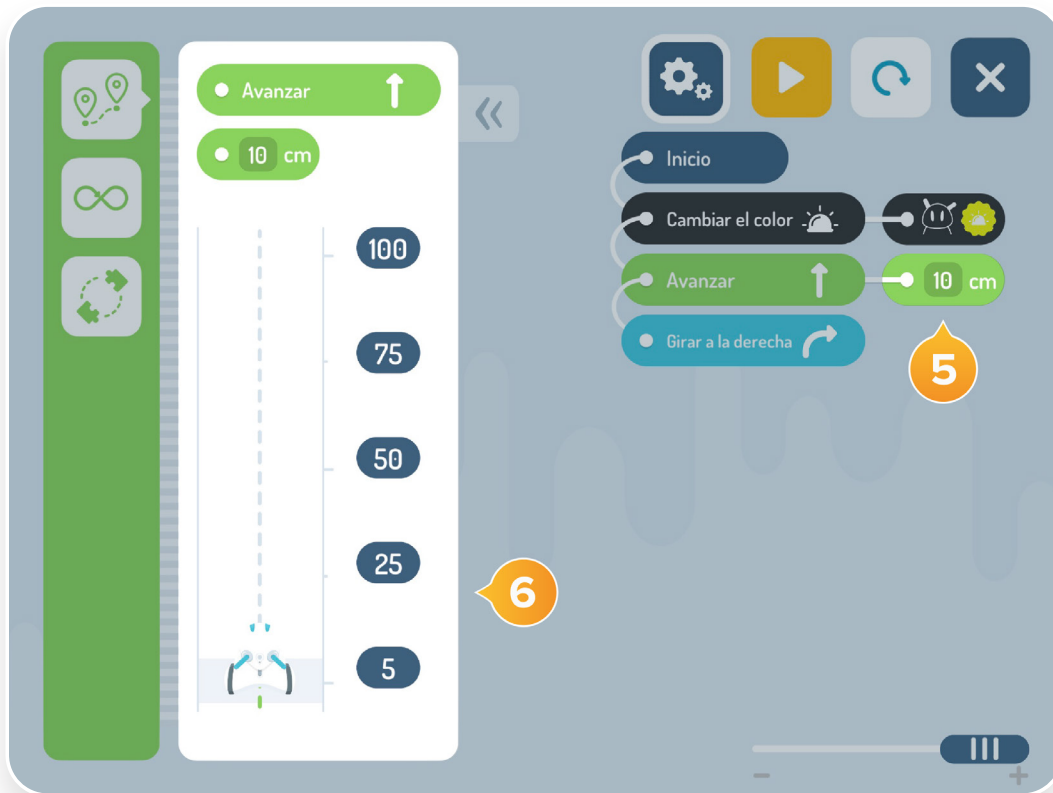 Avanzar
10 cm
100
75
50
25
5
6
Inicio
Cambiar el color
Avanzar 10 cm
Girar a la derecha
5
− +